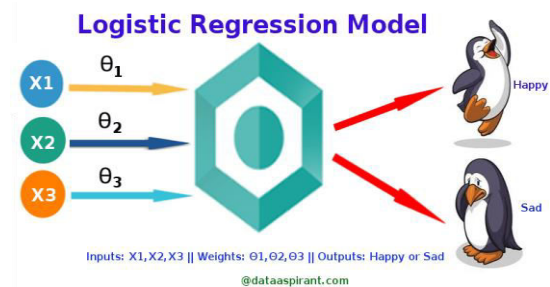 Logistic Regression Model
X1
θ1
X2
θ2
X3
θ3
Happy
Sad
Inputs: X1,X2,X3 || Weights: Θ1,Θ2,Θ3 || Outputs: Happy or Sad
@dataaspirant.com